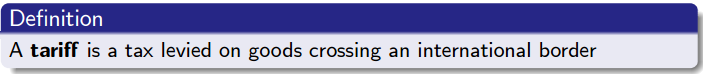 Definition
A tariff is a tax levied on goods crossing an international border